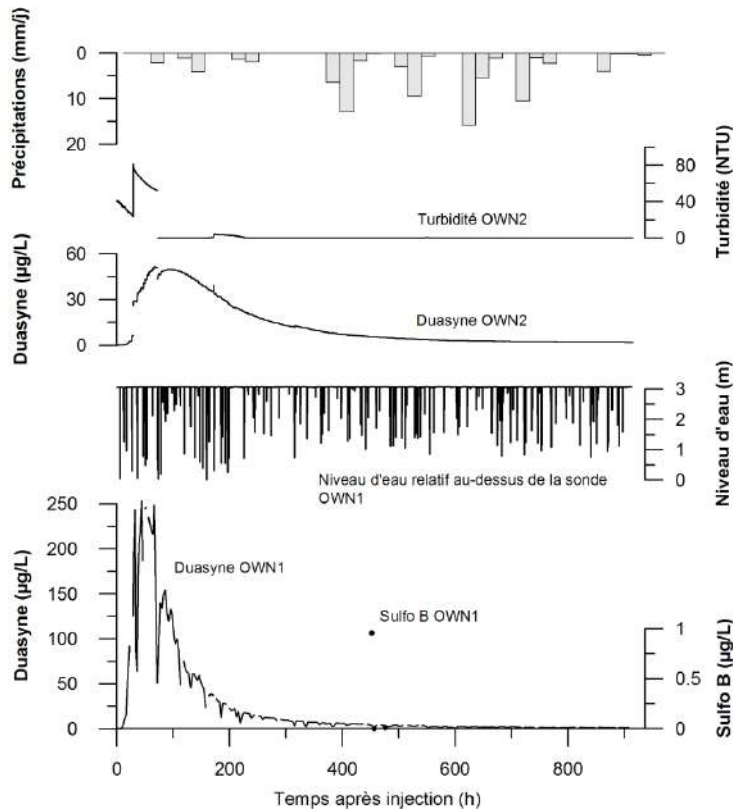 Précipitations (mm/j)
0
10
20
Turbidité (NTU)
80
40
0
Turbidité OWN2
Duasyne (µg/L)
60
30
0
Duasyne OWN2
Niveau d'eau (m)
3
2
1
0
Niveau d'eau relatif au-dessus de la sonde
OWN1
Duasyne (µg/L)
250
200
150
100
50
0
Duasyne OWN1
Sulfo B OWN1
Sulfo B (µg/L)
1
0.5
0
0
200
400
600
800
Temps après injection (h)